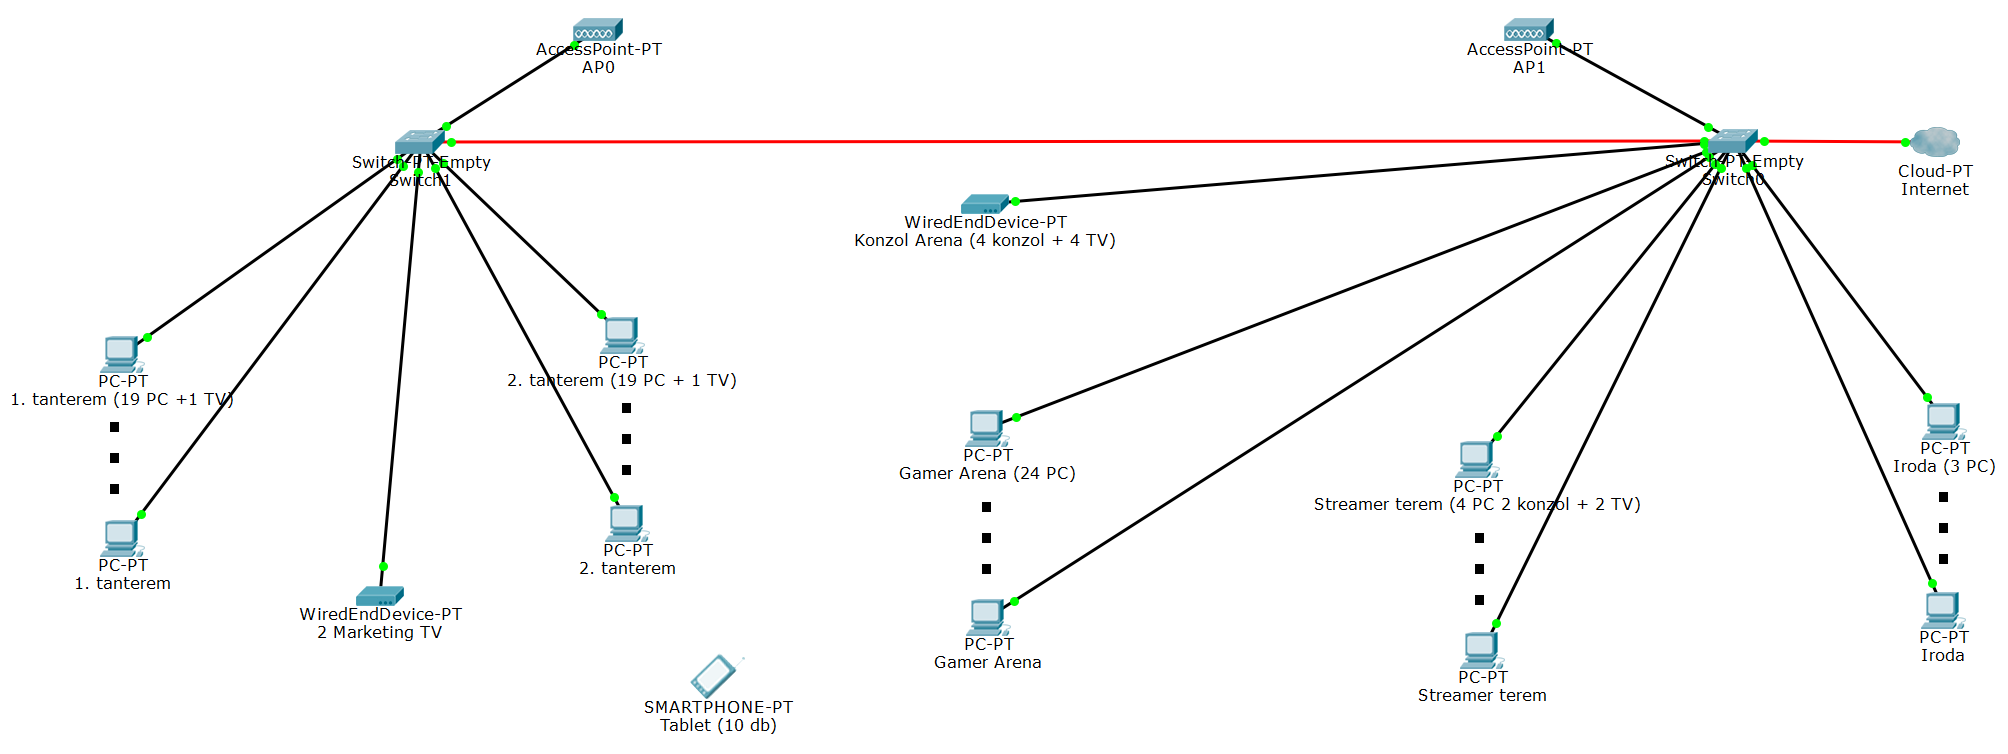 AccessPoint-PT
AP0
AccessPoint-PT
AP1
Switch-PT-Empty
Switch1
Switch-PT-Empty
Switch0
Cloud-PT
Internet
WiredEndDevice-PT
Konzol Arena (4 konzol + 4 TV)
PC-PT
1. tanterem (19 PC +1 TV)
PC-PT
2. tanterem (19 PC + 1 TV)
PC-PT
Gamer Arena (24 PC)
PC-PT
Streamer terem (4 PC 2 konzol + 2 TV)
PC-PT
Iroda (3 PC)
PC-PT
1. tanterem
PC-PT
2. tanterem
WiredEndDevice-PT
2 Marketing TV
PC-PT
Gamer Arena
PC-PT
Streamer terem
PC-PT
Iroda
SMARTPHONE-PT
Tablet (10 db)